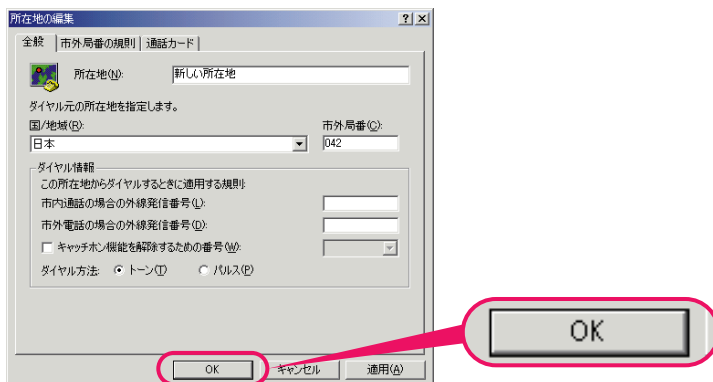 所在地の編集
全般 市外局番の規則 通話カード
所在地(N): 新しい所在地
ダイヤル元の所在地を指定します。
国/地域(R): 市外局番(C):
日本 042
ダイヤル情報
この所在地からダイヤルするときに適用する規則:
市内通話の場合の外線発信番号(L):
市外電話の場合の外線発信番号(D):
キャッチホン機能を解除するための番号(W):
ダイヤル方法: トーン(T) パルス(P)
OK キャンセル 適用(A)
OK